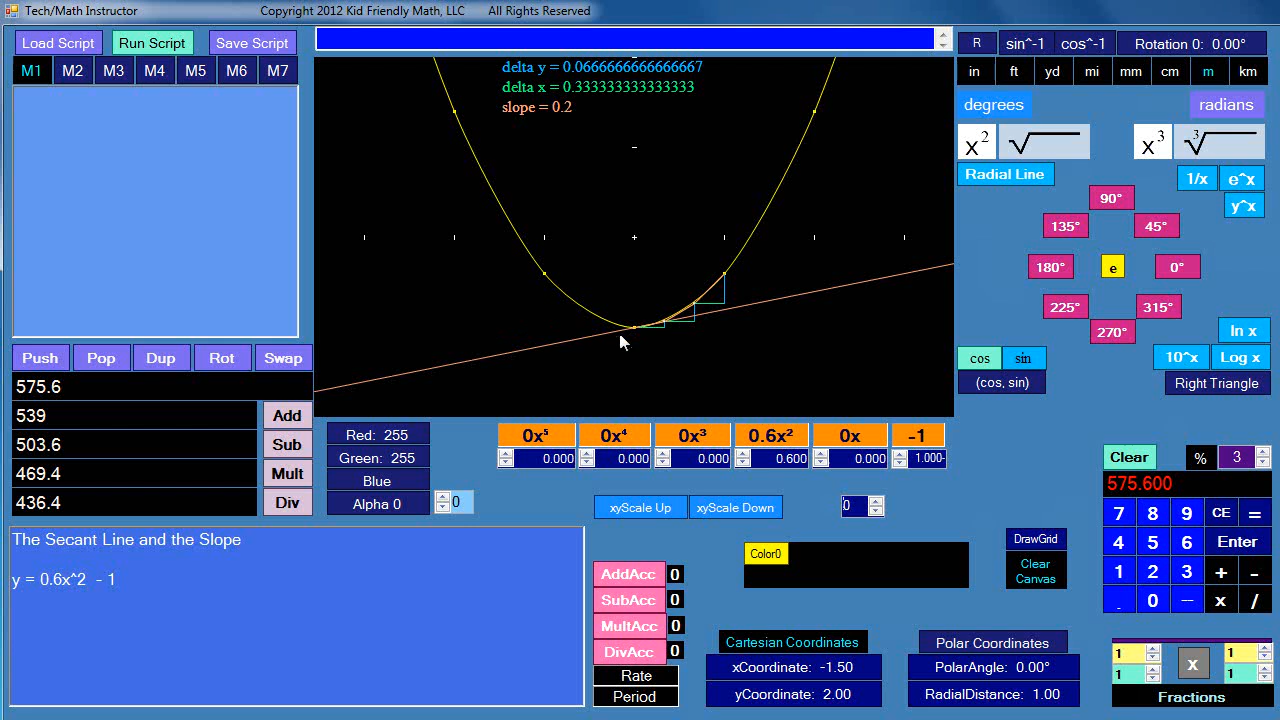 Tech/Math Instructor Copyright 2012 Kid Friendly Math, LLC All Rights Reserved
Load Script Run Script Save Script
M1 M2 M3 M4 M5 M6 M7
Push Pop Dup Rot Swap
575.6
539 Add
503.6 Sub
469.4 Mult
436.4 Div
The Secant Line and the Slope
y = 0.6x^2 - 1
delta y = 0.0666666666666667
delta x = 0.333333333333333
slope = 0.2
Red: 255
Green: 255
Blue
Alpha 0 0
0x⁵ 0x⁴ 0x³ 0.6x² 0x -1
0.000 0.000 0.000 0.600 0.000 1.000-
xyScale Up xyScale Down 0
Color0
DrawGrid
Clear
Canvas
AddAcc 0
SubAcc 0
MultAcc 0
DivAcc 0
Rate
Period
Cartesian Coordinates
xCoordinate: -1.50
yCoordinate: 2.00
Polar Coordinates
PolarAngle: 0.00°
RadialDistance: 1.00
R sin^-1 cos^-1 Rotation 0: 0.00°
in ft yd mi mm cm m km
degrees radians
x² √ x³ ³√
Radial Line 1/x e^x
y^x
90°
135° 45°
180° e 0°
225° 315°
270°
ln x
cos sin 10^x Log x
(cos, sin) Right Triangle
Clear % 3
575.600
7 8 9 CE =
4 5 6 Enter
1 2 3 + -
. 0 — x /
1 x 1
1 1
Fractions